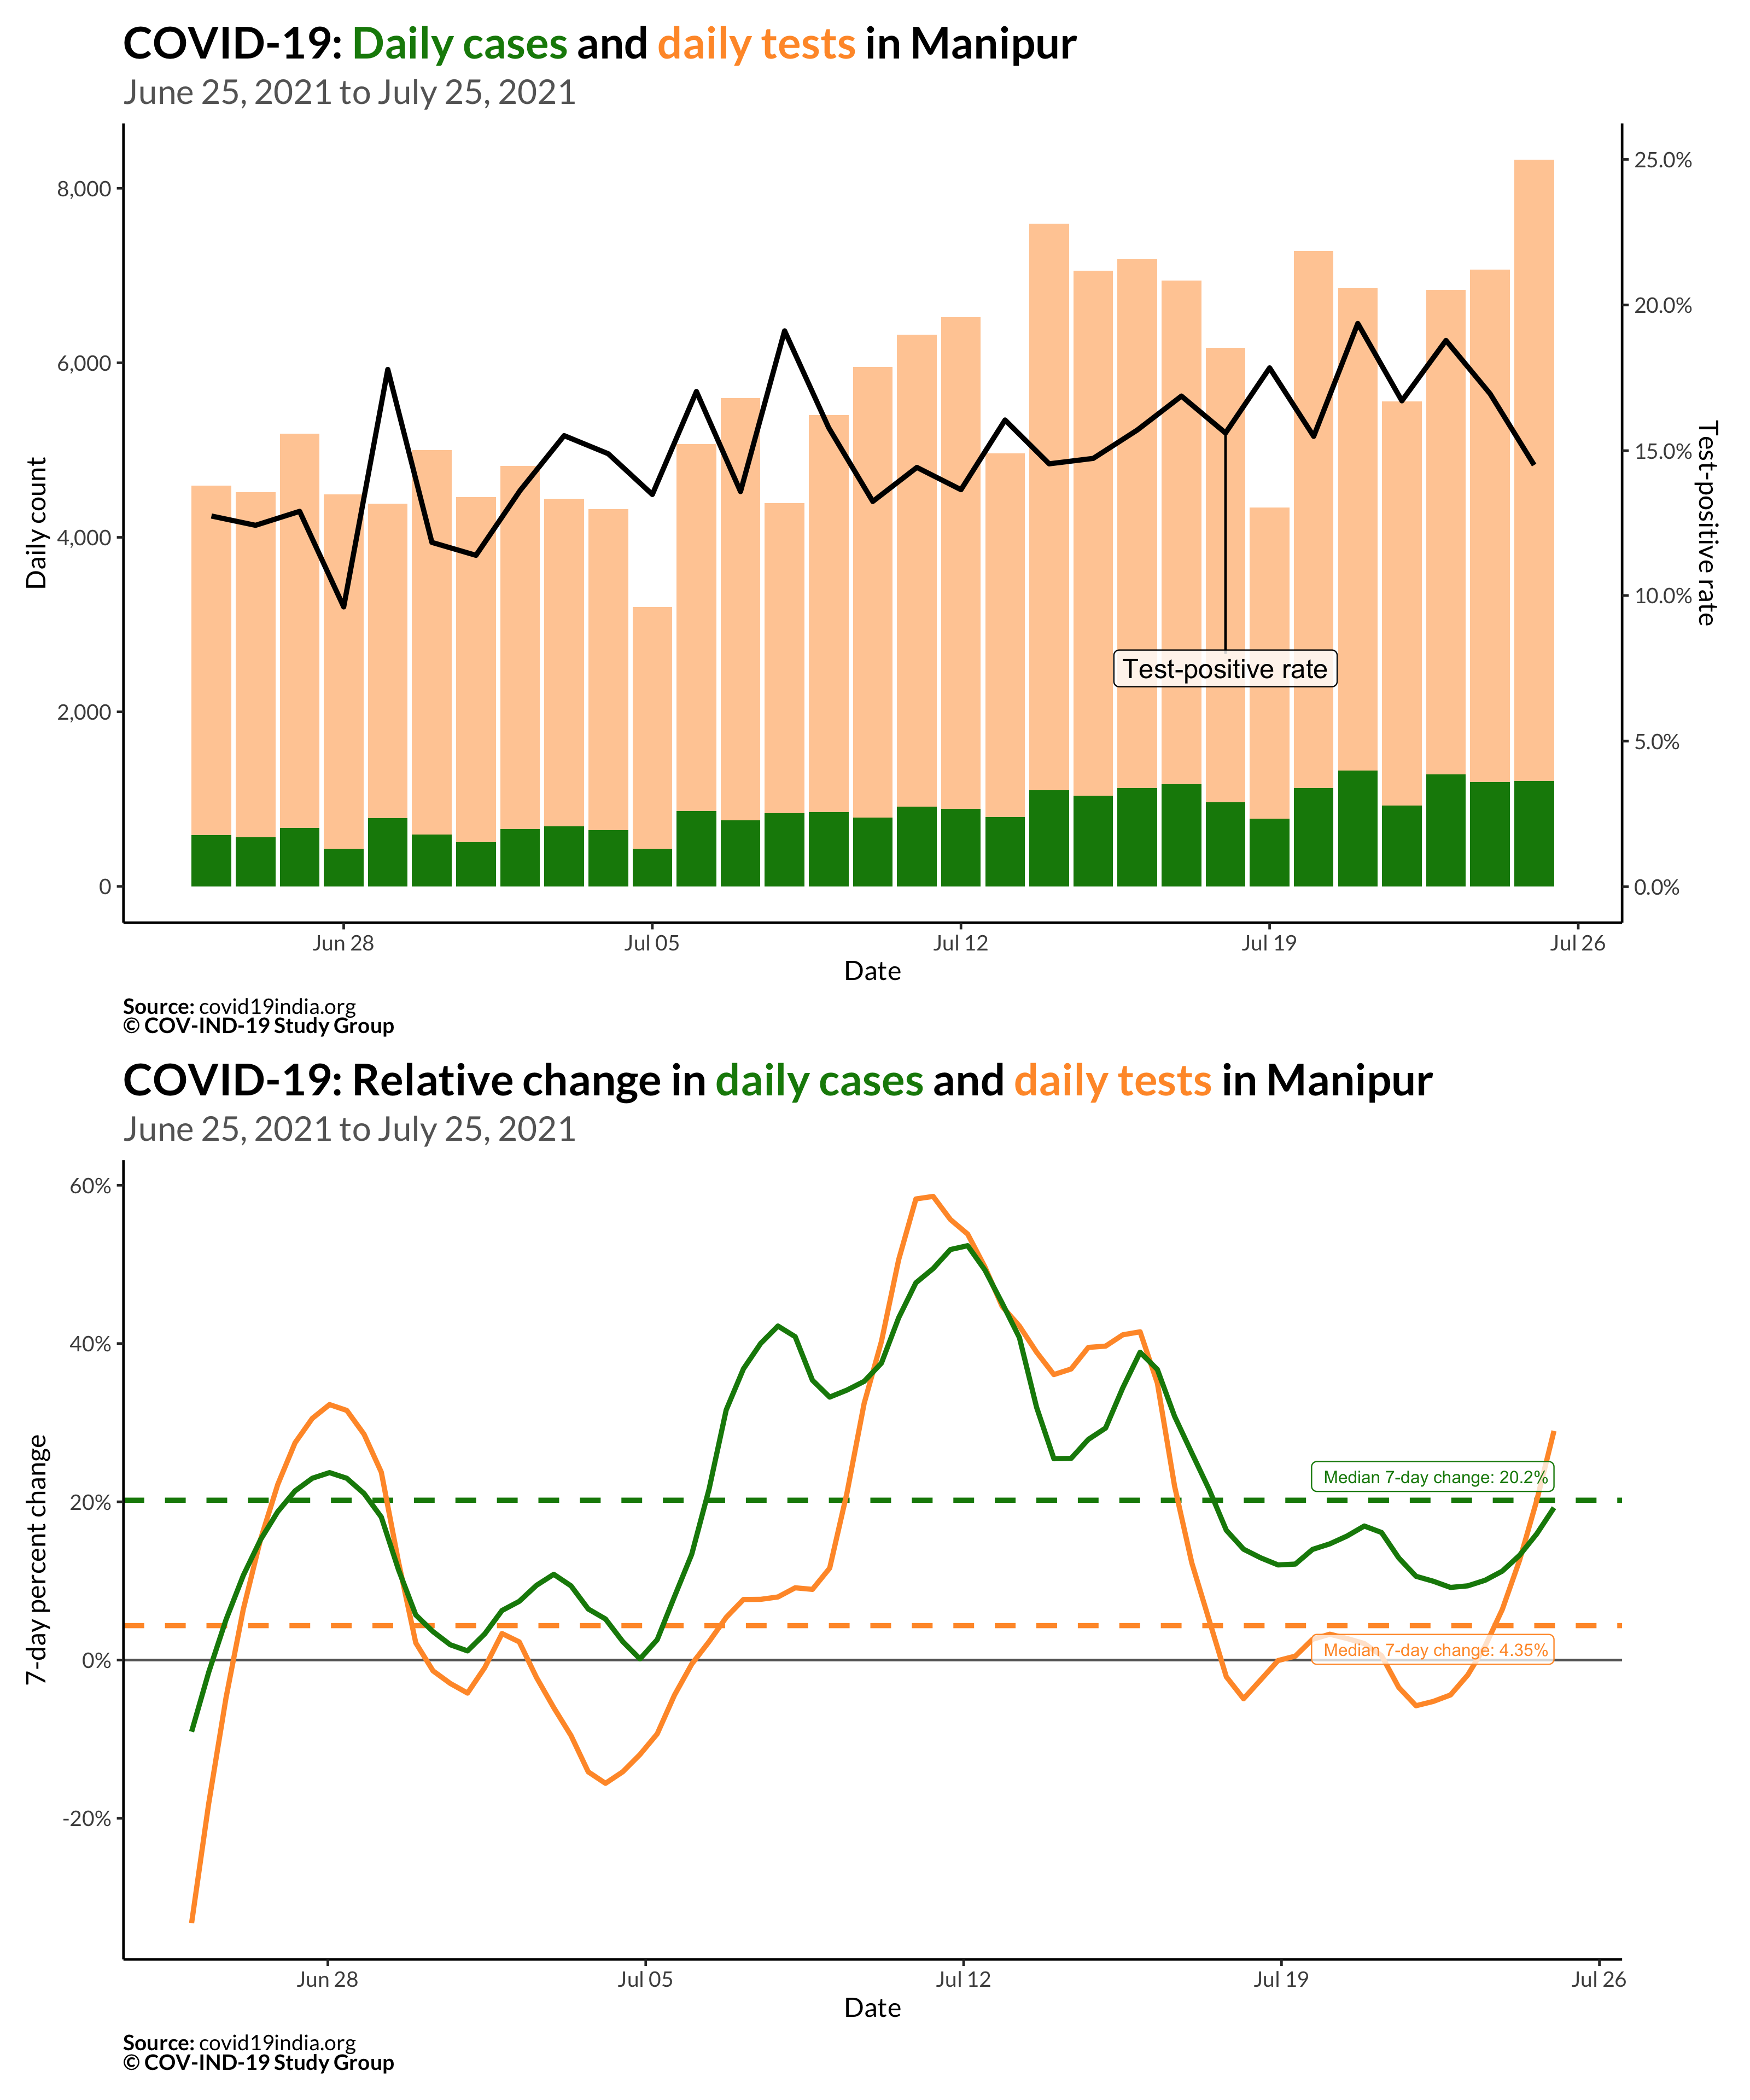 COVID-19: Daily cases and daily tests in Manipur
June 25, 2021 to July 25, 2021
Daily count
8,000
6,000
4,000
2,000
0
25.0%
20.0%
15.0%
10.0%
5.0%
0.0%
Test-positive rate
Test-positive rate
Jun 28
Jul 05
Jul 12
Jul 19
Jul 26
Date
Source: covid19india.org
© COV-IND-19 Study Group
COVID-19: Relative change in daily cases and daily tests in Manipur
June 25, 2021 to July 25, 2021
7-day percent change
60%
40%
20%
0%
-20%
Median 7-day change: 20.2%
Median 7-day change: 4.35%
Jun 28
Jul 05
Jul 12
Jul 19
Jul 26
Date
Source: covid19india.org
© COV-IND-19 Study Group